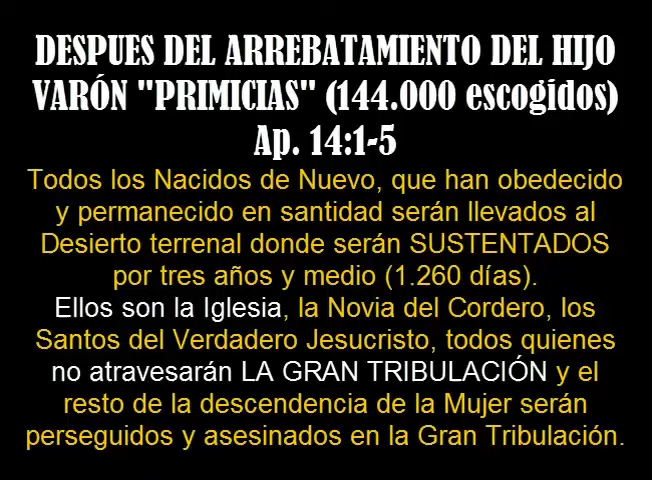 DESPUES DEL ARREBATAMIENTO DEL HIJO
VARÓN "PRIMICIAS" (144.000 escogidos)
Ap. 14:1-5
Todos los Nacidos de Nuevo, que han obedecido
y permanecido en santidad serán llevados al
Desierto terrenal donde serán SUSTENTADOS
por tres años y medio (1.260 días).
Ellos son la Iglesia, la Novia del Cordero, los
Santos del Verdadero Jesucristo, todos quienes
no atravesarán LA GRAN TRIBULACIÓN y el
resto de la descendencia de la Mujer serán
perseguidos y asesinados en la Gran Tribulación.